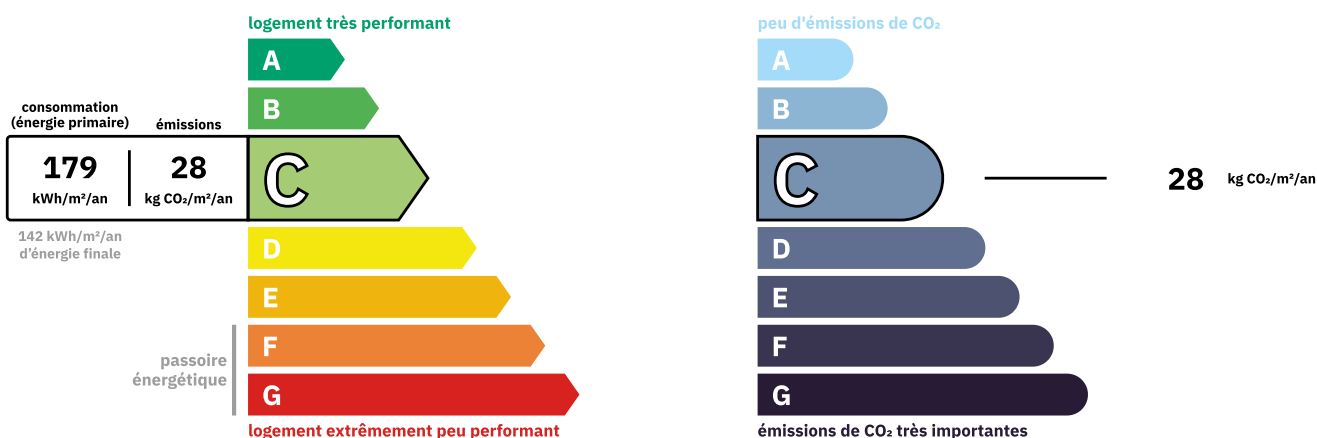 logement très performant
A
B
consommation
(énergie primaire)
émissions
179
kWh/m²/an
28
kg CO₂/m²/an
C
142 kWh/m²/an
d'énergie finale
D
E
passoire
énergétique
F
G
logement extrêmement peu performant
peu d'émissions de CO₂
A
B
C
28 kg CO₂/m²/an
D
E
F
G
émissions de CO₂ très importantes